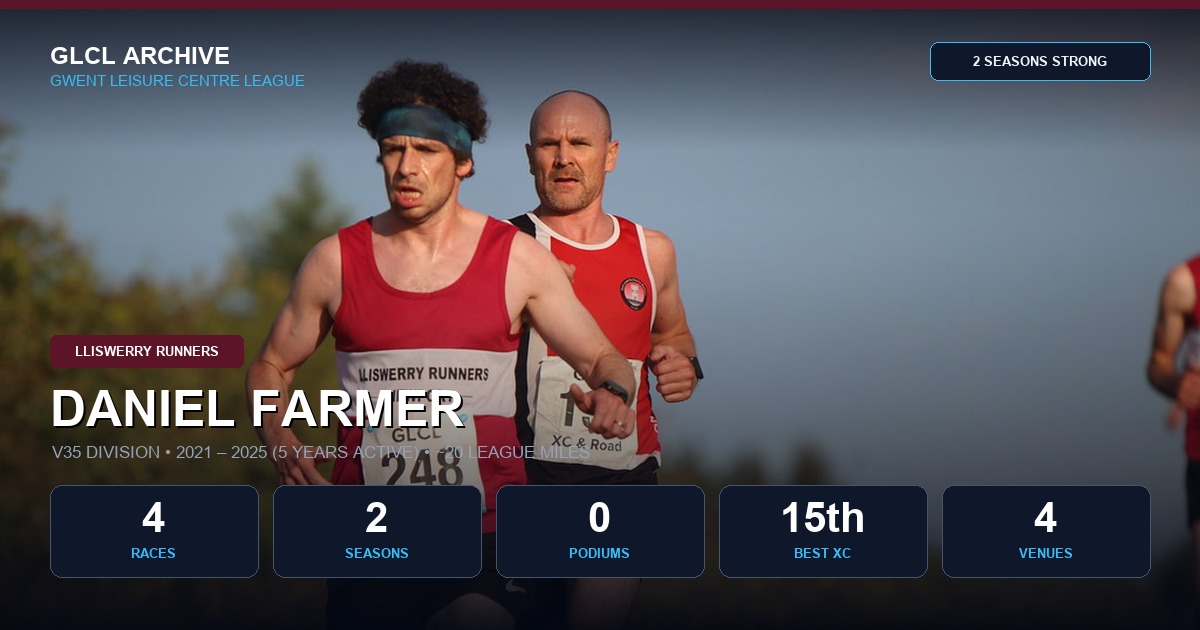 GLCL ARCHIVE
GWENT LEISURE CENTRE LEAGUE
2 SEASONS STRONG
LLISWERRY RUNNERS
LLISWERRY RUNNERS
DANIEL FARMER
GLCL
XC & Road
V35 DIVISION • 2021 – 2025 (5 YEARS ACTIVE) • ~20 LEAGUE MILES
248
4
RACES
2
SEASONS
0
PODIUMS
15th
BEST XC
4
VENUES